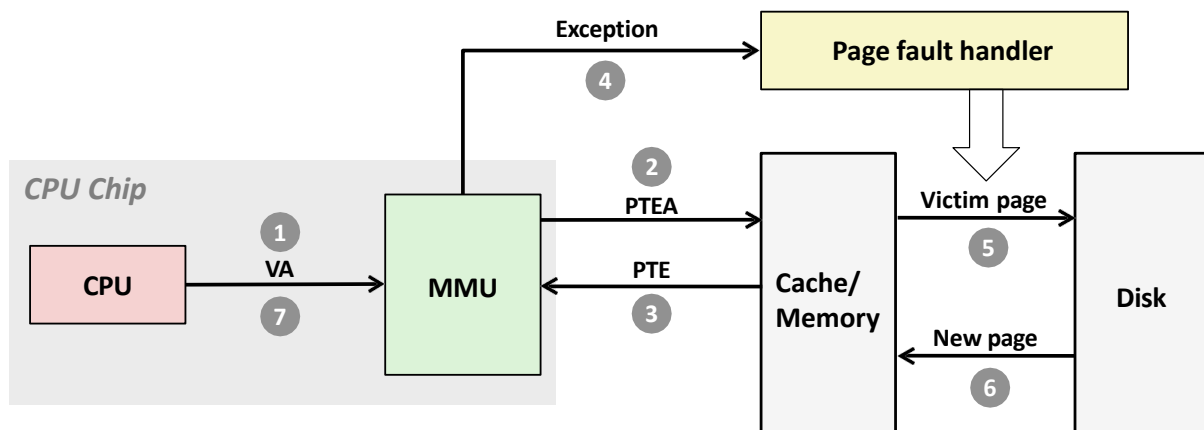 Exception
4
Page fault handler
CPU Chip
2
PTEA
Victim page
5
1
VA
7
CPU
MMU
PTE
3
Cache/
Memory
Disk
New page
6